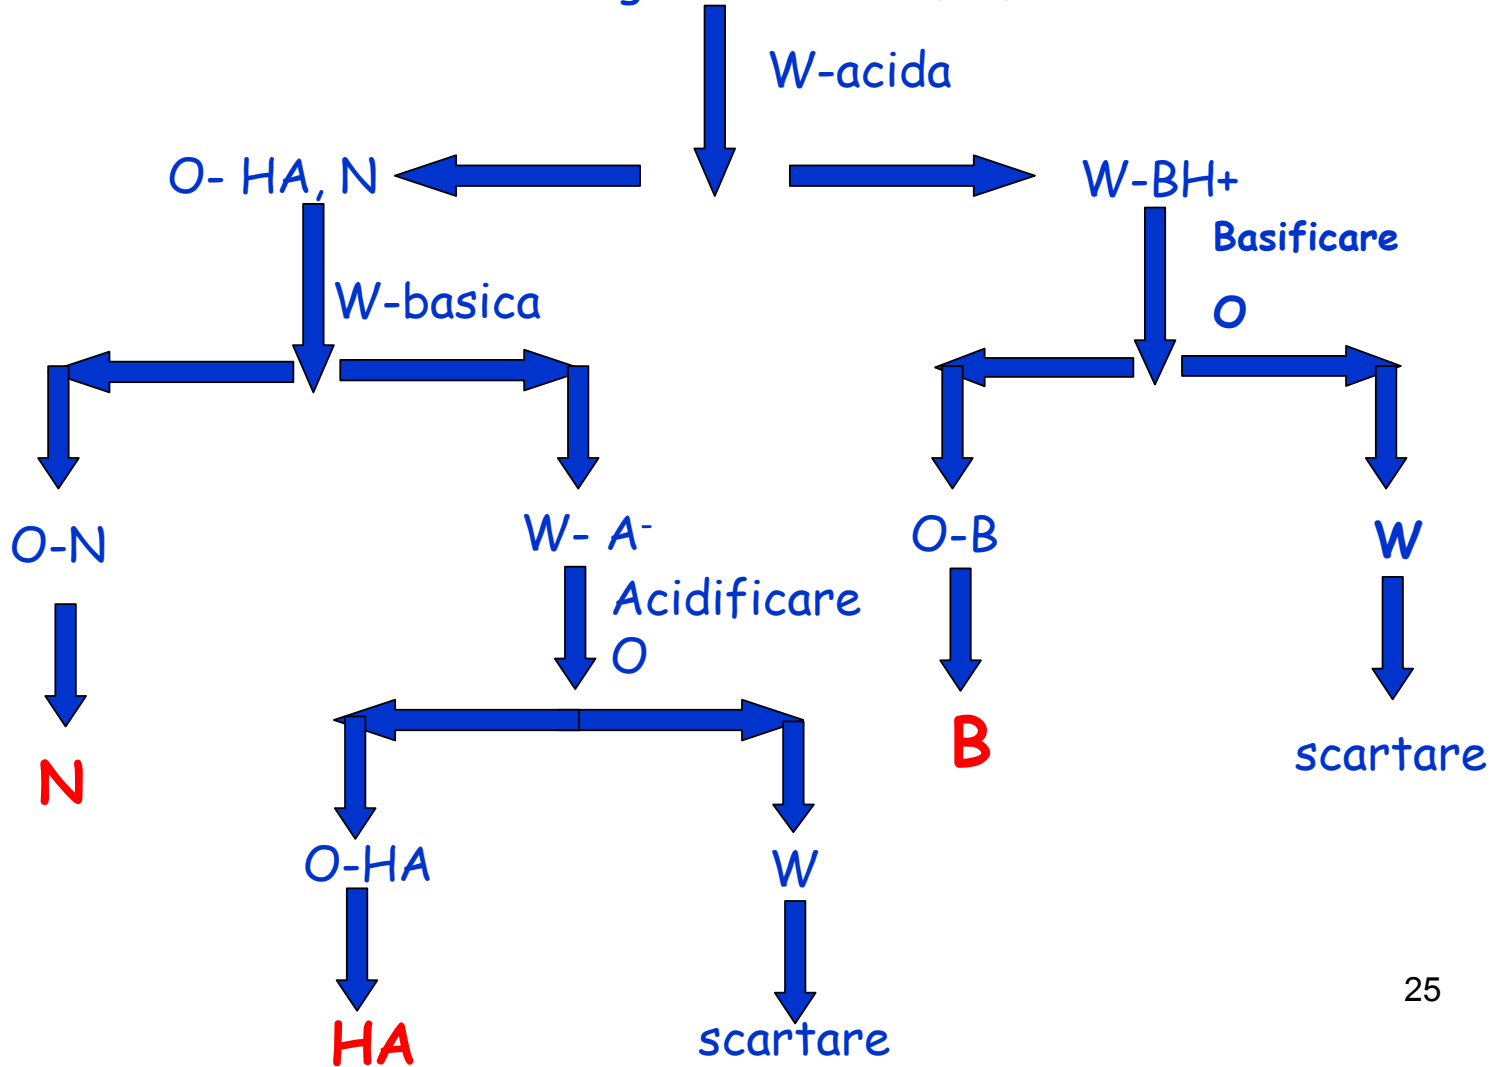 W-acida
O- HA, N
W-BH+
Basificare
O
W-basica
O-N
W- A-
O-B
W
Acidificare
O
N
B
scartare
O-HA
W
25
HA
scartare